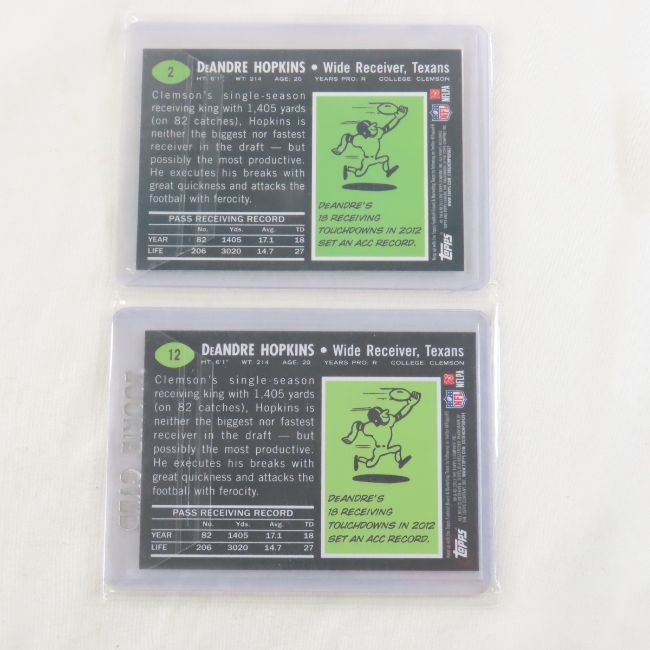 2
DeANDRE HOPKINS • Wide Receiver, Texans
HT: 6'1" WT: 214 AGE: 20 YEARS PRO: R COLLEGE: CLEMSON
Clemson's single-season
receiving king with 1,405 yards
(on 82 catches), Hopkins is
neither the biggest nor fastest
receiver in the draft — but
possibly the most productive.
He executes his breaks with
great quickness and attacks the
football with ferocity.
PASS RECEIVING RECORD
No. Yds. Avg. TD
YEAR 82 1405 17.1 18
LIFE 206 3020 14.7 27
DeANDRE'S
18 RECEIVING
TOUCHDOWNS IN 2012
SET AN ACC RECORD.
NFL
NFLPA
TOPPS
12
DeANDRE HOPKINS • Wide Receiver, Texans
HT: 6'1" WT: 214 AGE: 20 YEARS PRO: R COLLEGE: CLEMSON
Clemson's single-season
receiving king with 1,405 yards
(on 82 catches), Hopkins is
neither the biggest nor fastest
receiver in the draft — but
possibly the most productive.
He executes his breaks with
great quickness and attacks the
football with ferocity.
PASS RECEIVING RECORD
No. Yds. Avg. TD
YEAR 82 1405 17.1 18
LIFE 206 3020 14.7 27
DeANDRE'S
18 RECEIVING
TOUCHDOWNS IN 2012
SET AN ACC RECORD.
NFL
NFLPA
TOPPS
ROOKIE CARD